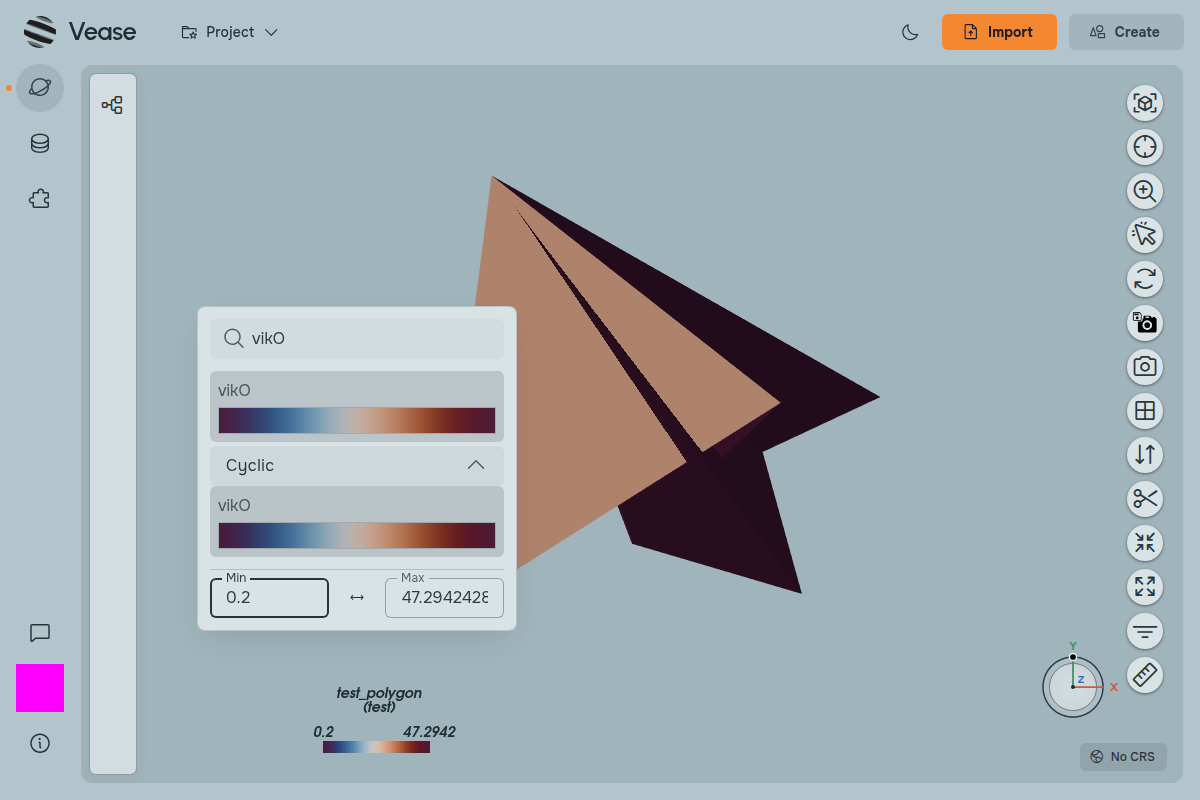 Vease
Project
Import
Create
vikO
vikO
Cyclic
vikO
Min
Max
0.2
47.2942428
test_polygon
(test)
0.2
47.2942
Y
Z
X
No CRS